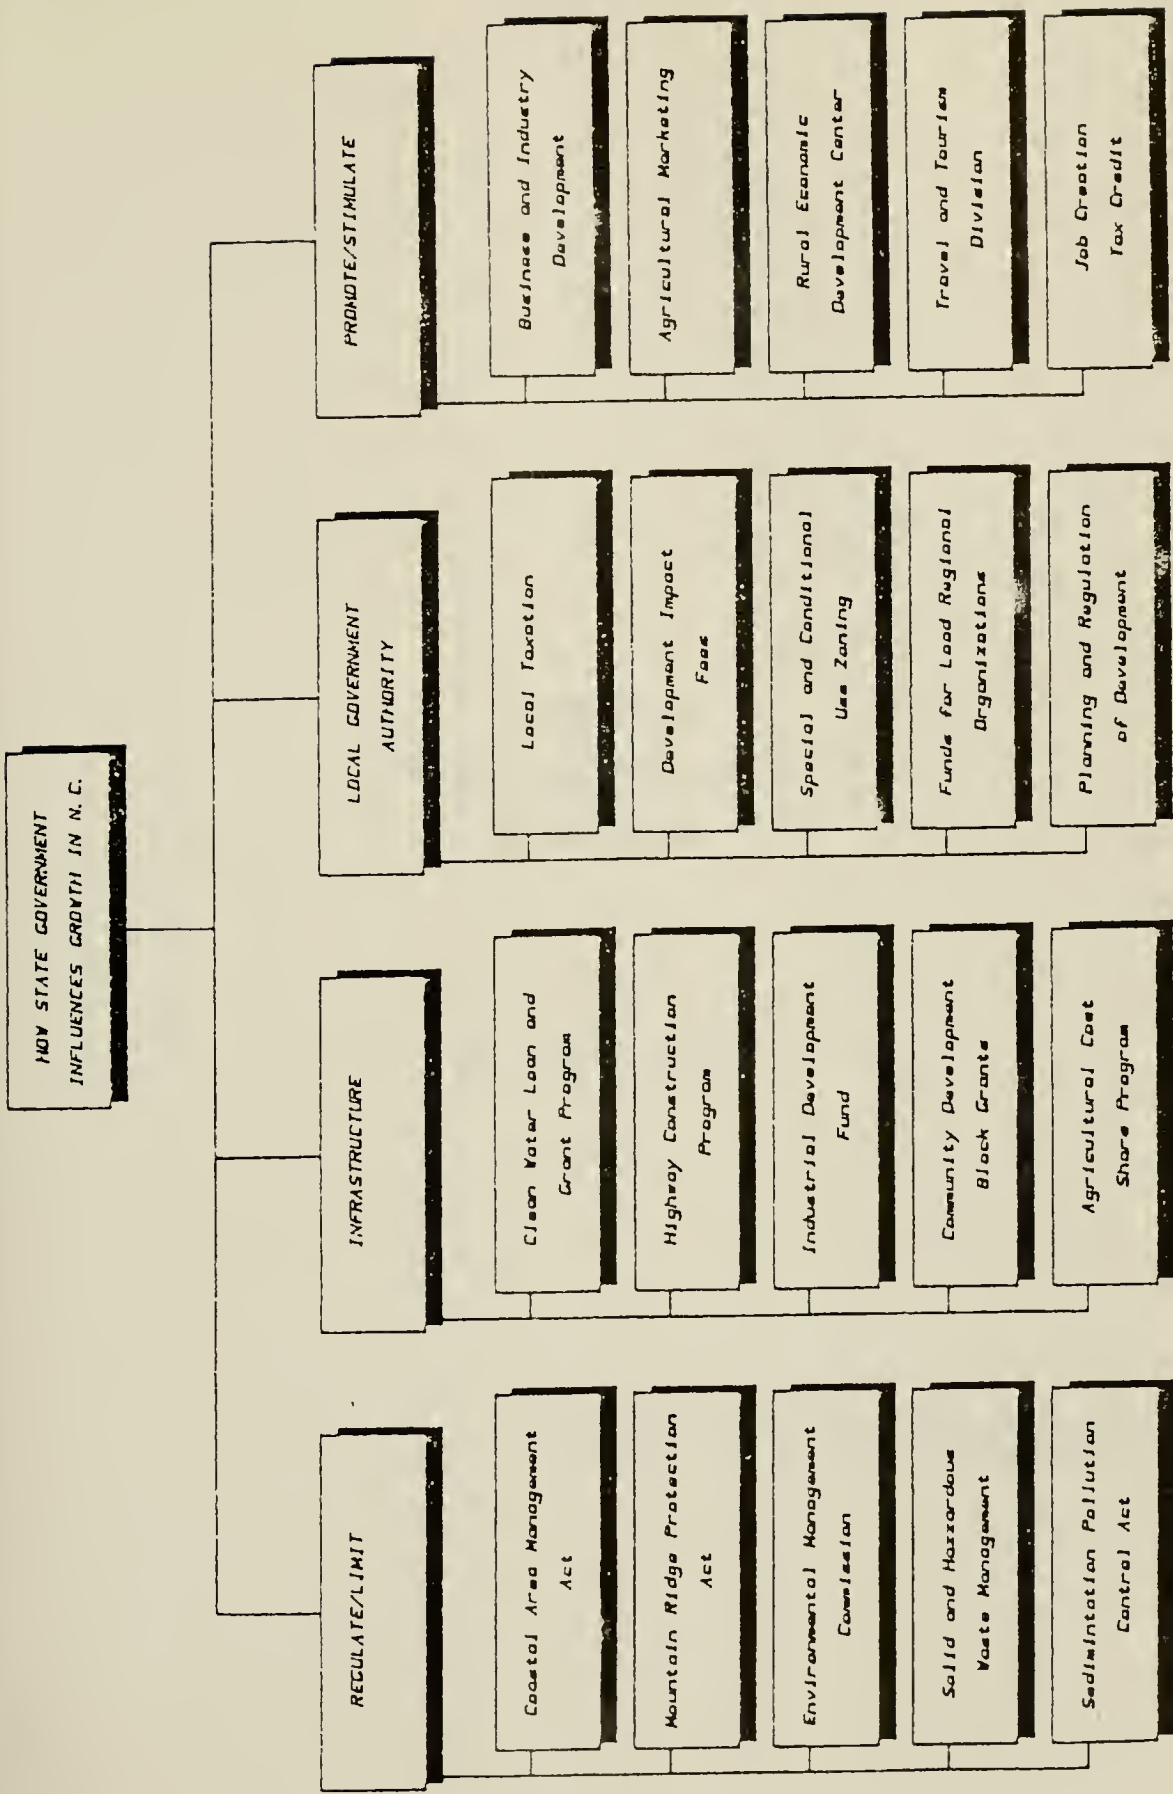 HOW STATE GOVERNMENT
INFLUENCES GROWTH IN N. C.
REGULATE/LIMIT
Coastal Area Management
Act
Mountain Ridge Protection
Act
Environmental Management
Commission
Solid and Hazzardous
Waste Management
Sedimintation Pollution
Control Act
INFRASTRUCTURE
Clean Water Loan and
Grant Program
Highway Construction
Program
Industrial Development
Fund
Community Development
Block Grants
Agricultural Cost
Share Program
LOCAL GOVERNMENT
AUTHORITY
Local Taxation
Development Impact
Fees
Special and Conditional
Use Zoning
Funds for Lead Regional
Organizations
Planning and Regulation
of Development
PROMOTE/STIMULATE
Business and Industry
Development
Agricultural Marketing
Rural Economic
Development Center
Travel and Tourism
Division
Job Creation
Tax Credit